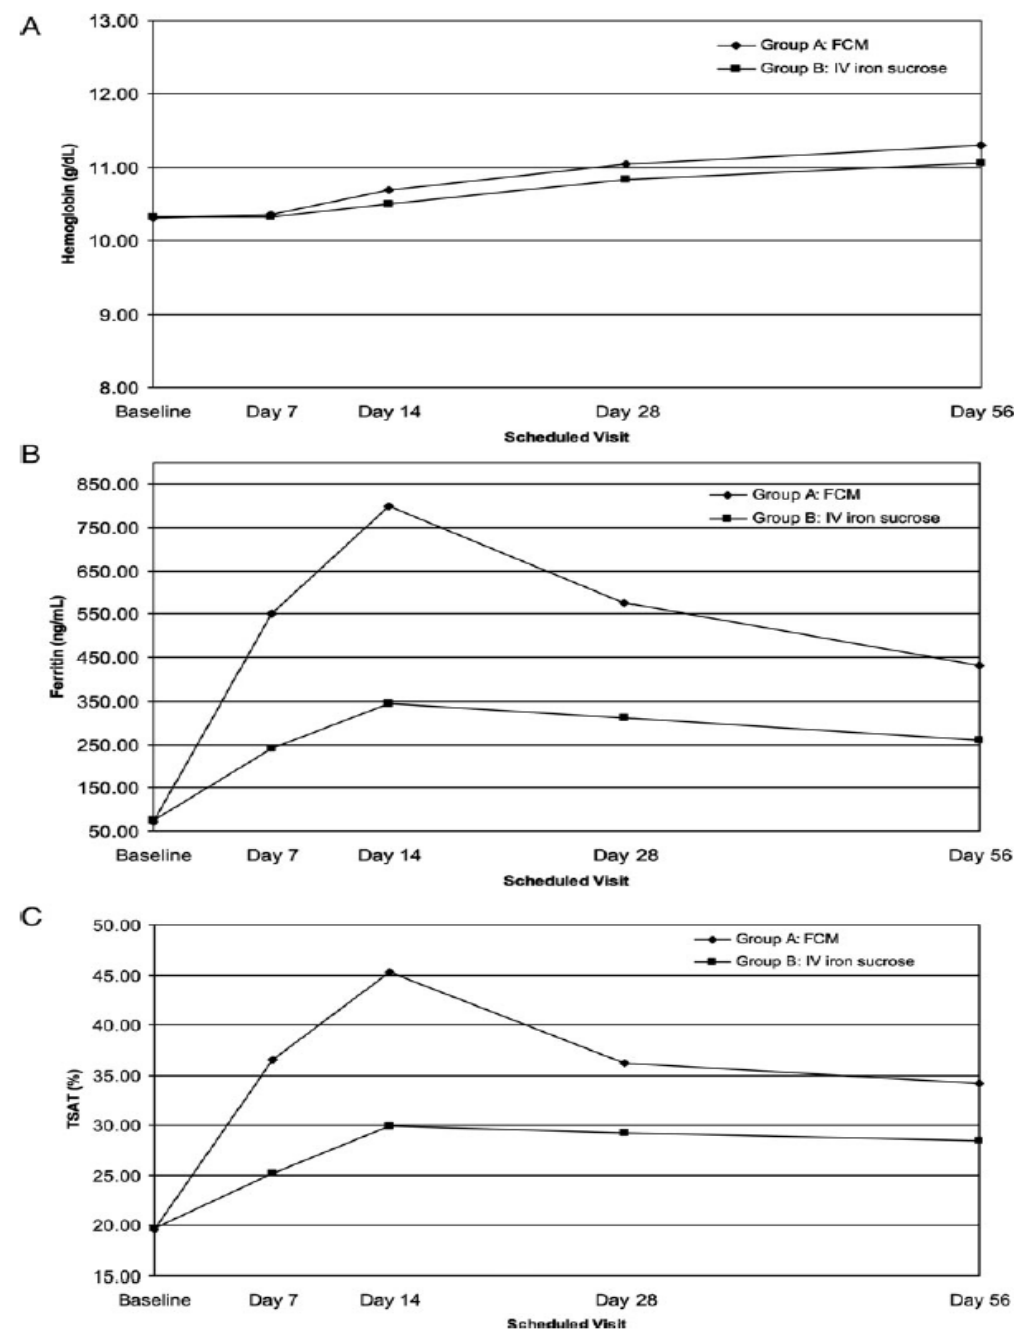 A
13.00
12.00
11.00
10.00
9.00
8.00
Hemoglobin (g/dL)
Group A: FCM
Group B: IV iron sucrose
Baseline Day 7 Day 14 Day 28 Day 56
Scheduled Visit
B
850.00
750.00
650.00
550.00
450.00
350.00
250.00
150.00
50.00
Ferritin (ng/mL)
Group A: FCM
Group B: IV iron sucrose
Baseline Day 7 Day 14 Day 28 Day 56
Scheduled Visit
C
50.00
45.00
40.00
35.00
30.00
25.00
20.00
15.00
TSAT (%)
Group A: FCM
Group B: IV iron sucrose
Baseline Day 7 Day 14 Day 28 Day 56
Scheduled Visit